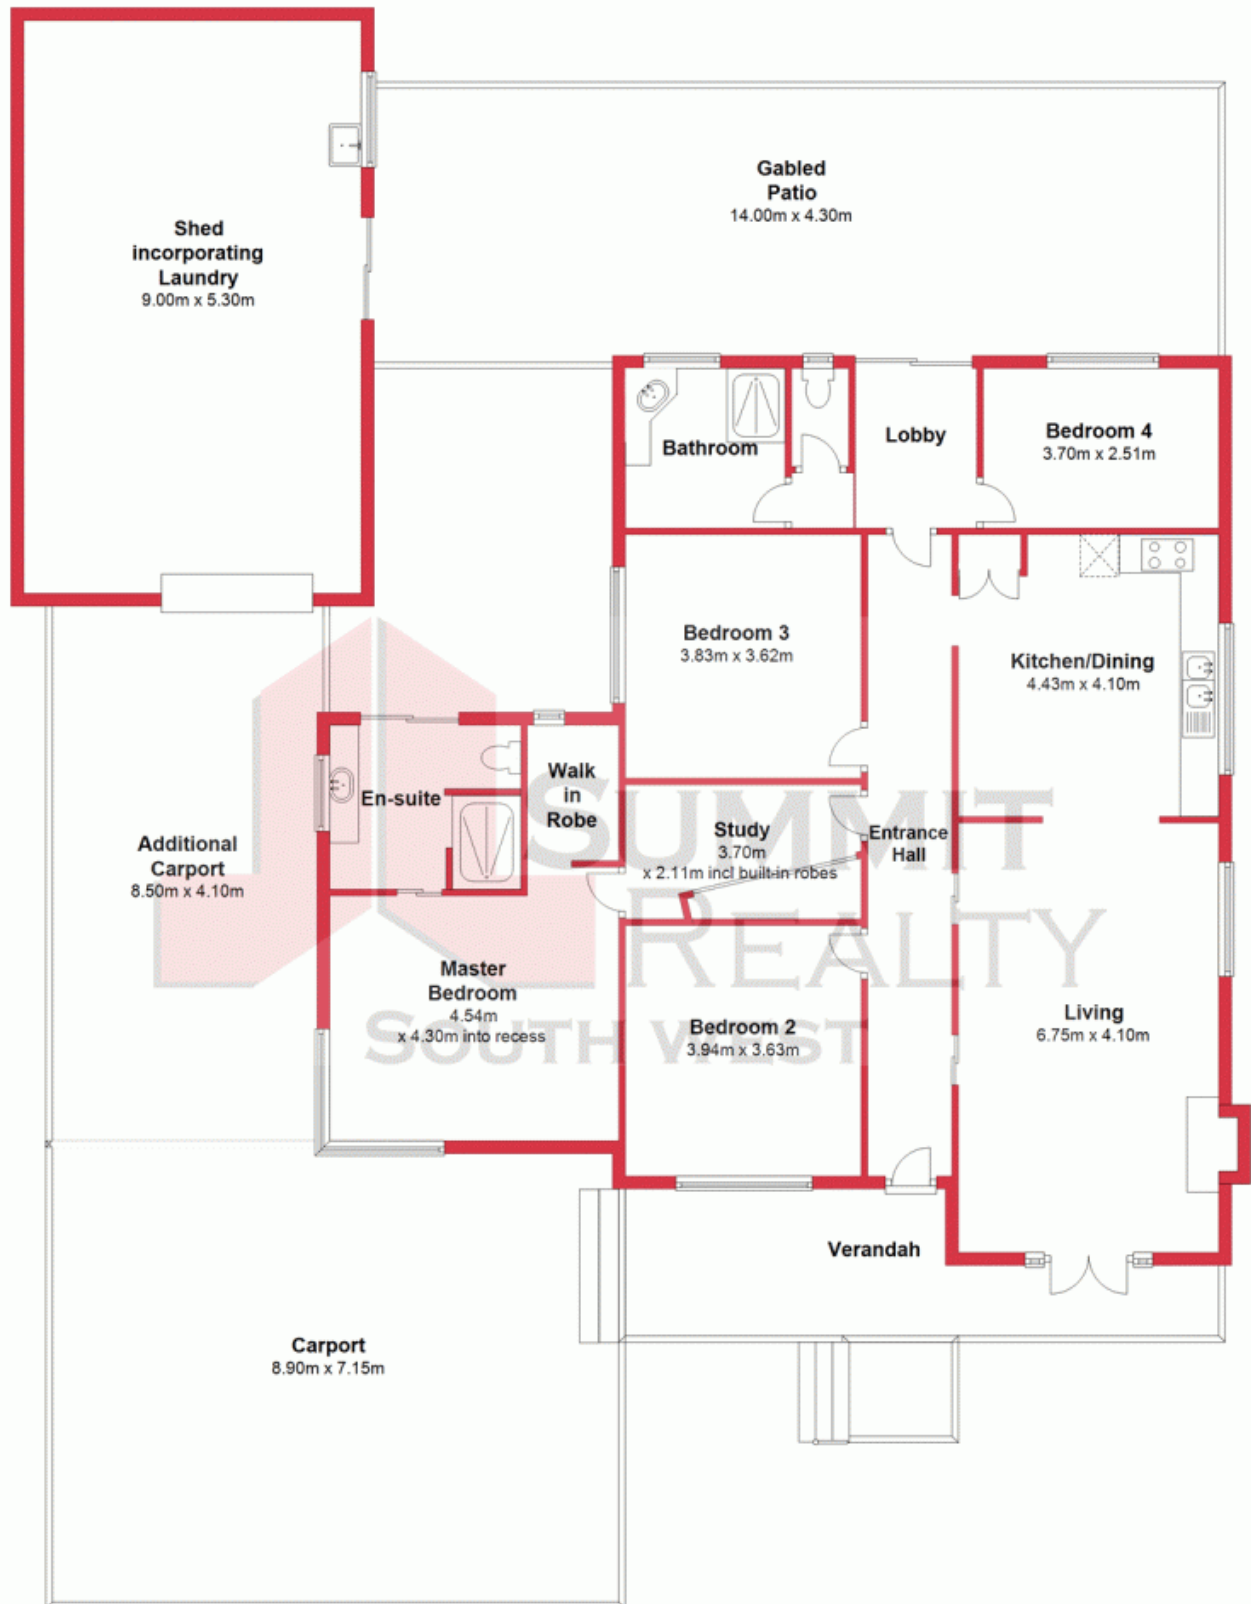 Gabled
Patio
14.00m x 4.30m
Shed
incorporating
Laundry
9.00m x 5.30m
Bathroom
Lobby
Bedroom 4
3.70m x 2.51m
Bedroom 3
3.83m x 3.62m
Kitchen/Dining
4.43m x 4.10m
Walk
in
Robe
En-suite
Study
3.70m
x 2.11m incl built-in robes
Entrance
Hall
Additional
Carport
8.50m x 4.10m
Master
Bedroom
4.54m
x 4.30m into recess
Bedroom 2
3.94m x 3.63m
Living
6.75m x 4.10m
Verandah
Carport
8.90m x 7.15m
SUMMIT
REALTY
SOUTH WEST